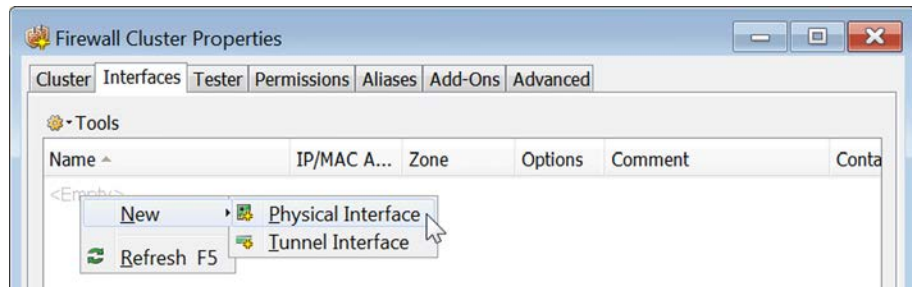 Firewall Cluster Properties
Cluster Interfaces Tester Permissions Aliases Add-Ons Advanced
Tools
Name IP/MAC A... Zone Options Comment Conta
<Empty>
New Physical Interface
Tunnel Interface
Refresh F5